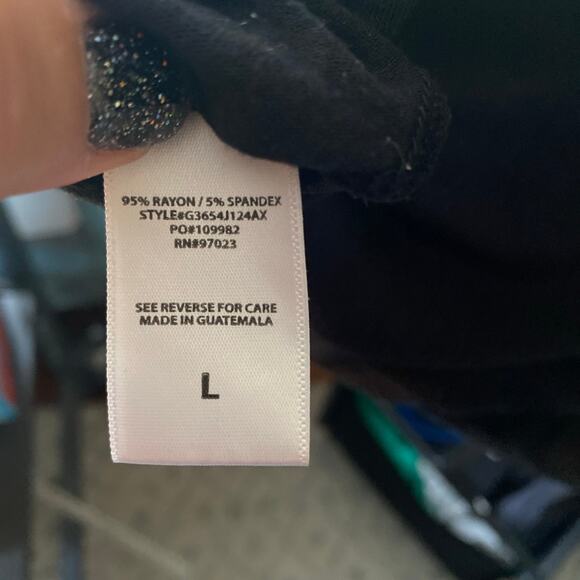 95% RAYON / 5% SPANDEX
STYLE#G3654J124AX
PO#109982
RN#97023
SEE REVERSE FOR CARE
MADE IN GUATEMALA
L